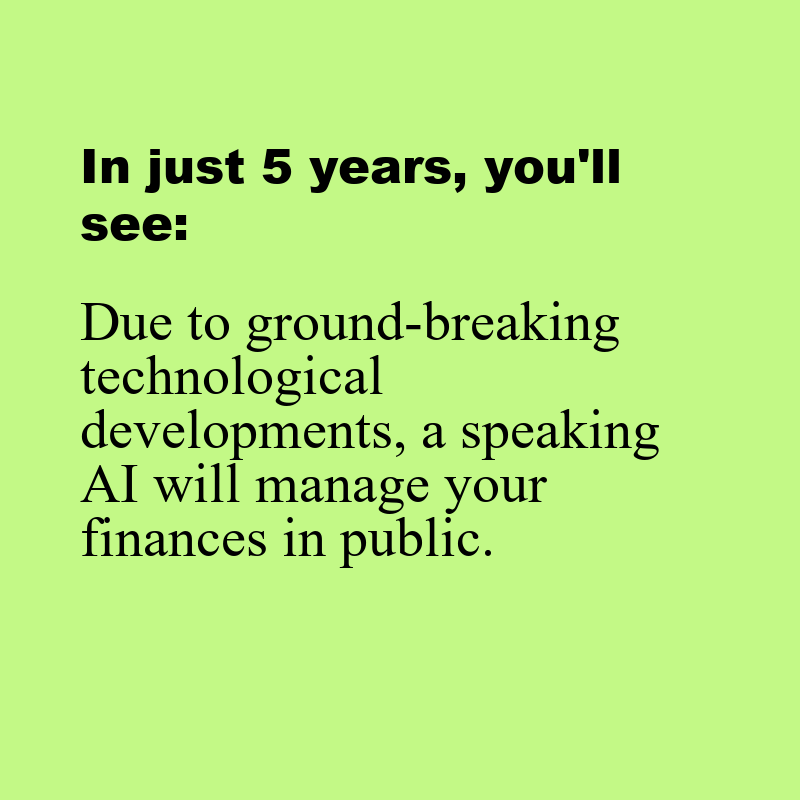 In just 5 years, you'll
see:
Due to ground-breaking
technological
developments, a speaking
AI will manage your
finances in public.